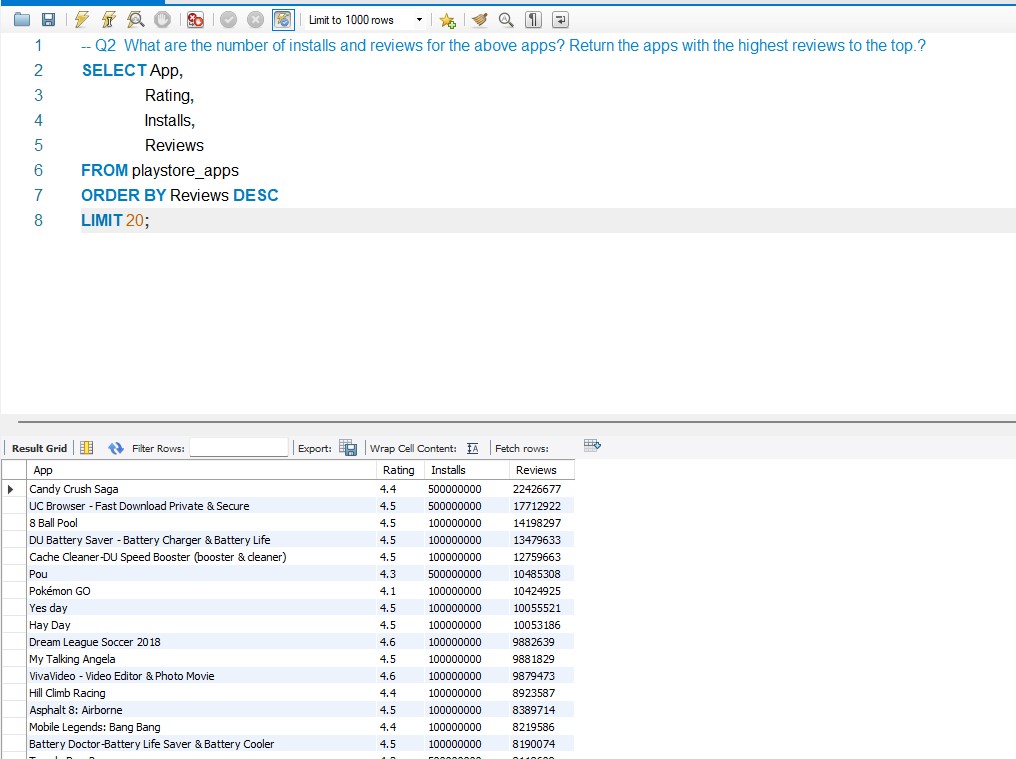 Limit to 1000 rows
1 -- Q2 What are the number of installs and reviews for the above apps? Return the apps with the highest reviews to the top.?
2 SELECT App,
3 Rating,
4 Installs,
5 Reviews
6 FROM playstore_apps
7 ORDER BY Reviews DESC
8 LIMIT 20;
Result Grid Filter Rows: Export: Wrap Cell Content: Fetch rows:
App Rating Installs Reviews
Candy Crush Saga 4.4 500000000 22426677
UC Browser - Fast Download Private & Secure 4.5 500000000 17712922
8 Ball Pool 4.5 100000000 14198297
DU Battery Saver - Battery Charger & Battery Life 4.5 100000000 13479633
Cache Cleaner-DU Speed Booster (booster & cleaner) 4.5 100000000 12759663
Pou 4.3 500000000 10485308
Pokémon GO 4.1 100000000 10424925
Yes day 4.5 100000000 10055521
Hay Day 4.5 100000000 10053186
Dream League Soccer 2018 4.6 100000000 9882639
My Talking Angela 4.5 100000000 9881829
VivaVideo - Video Editor & Photo Movie 4.6 100000000 9879473
Hill Climb Racing 4.4 100000000 8923587
Asphalt 8: Airborne 4.5 100000000 8389714
Mobile Legends: Bang Bang 4.4 100000000 8219586
Battery Doctor-Battery Life Saver & Battery Cooler 4.5 100000000 8190074